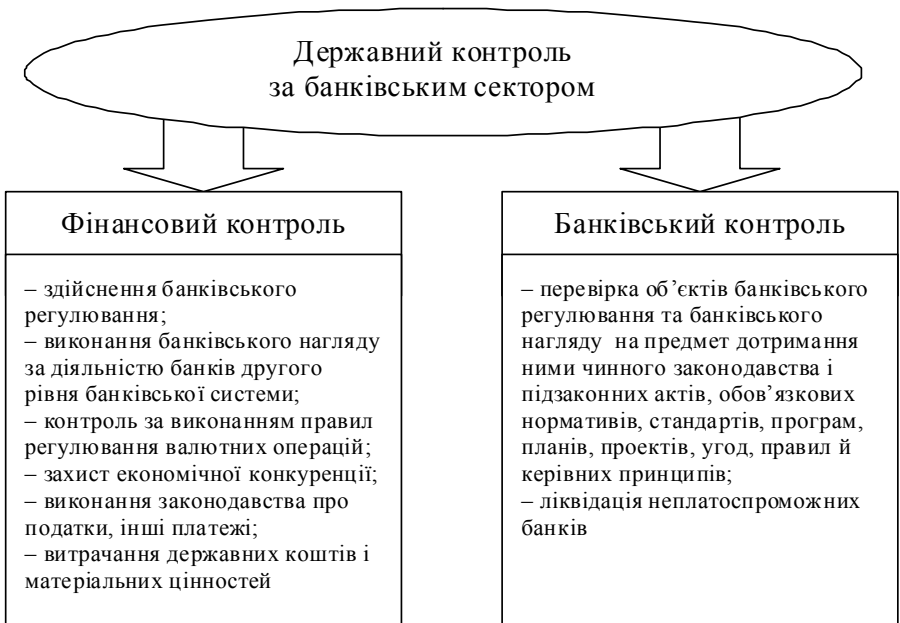 Державний контроль
за банківським сектором
Фінансовий контроль
– здійснення банківського
регулювання;
– виконання банківського нагляду
за діяльністю банків другого
рівня банківської системи;
– контроль за виконанням правил
регулювання валютних операцій;
– захист економічної конкуренції;
– виконання законодавства про
податки, інші платежі;
– витрачання державних коштів і
матеріальних цінностей
Банківський контроль
– перевірка об’єктів банківського
регулювання та банківського
нагляду на предмет дотримання
ними чинного законодавства і
підзаконних актів, обов’язкових
нормативів, стандартів, програм,
планів, проектів, угод, правил й
керівних принципів;
– ліквідація неплатоспроможних
банків